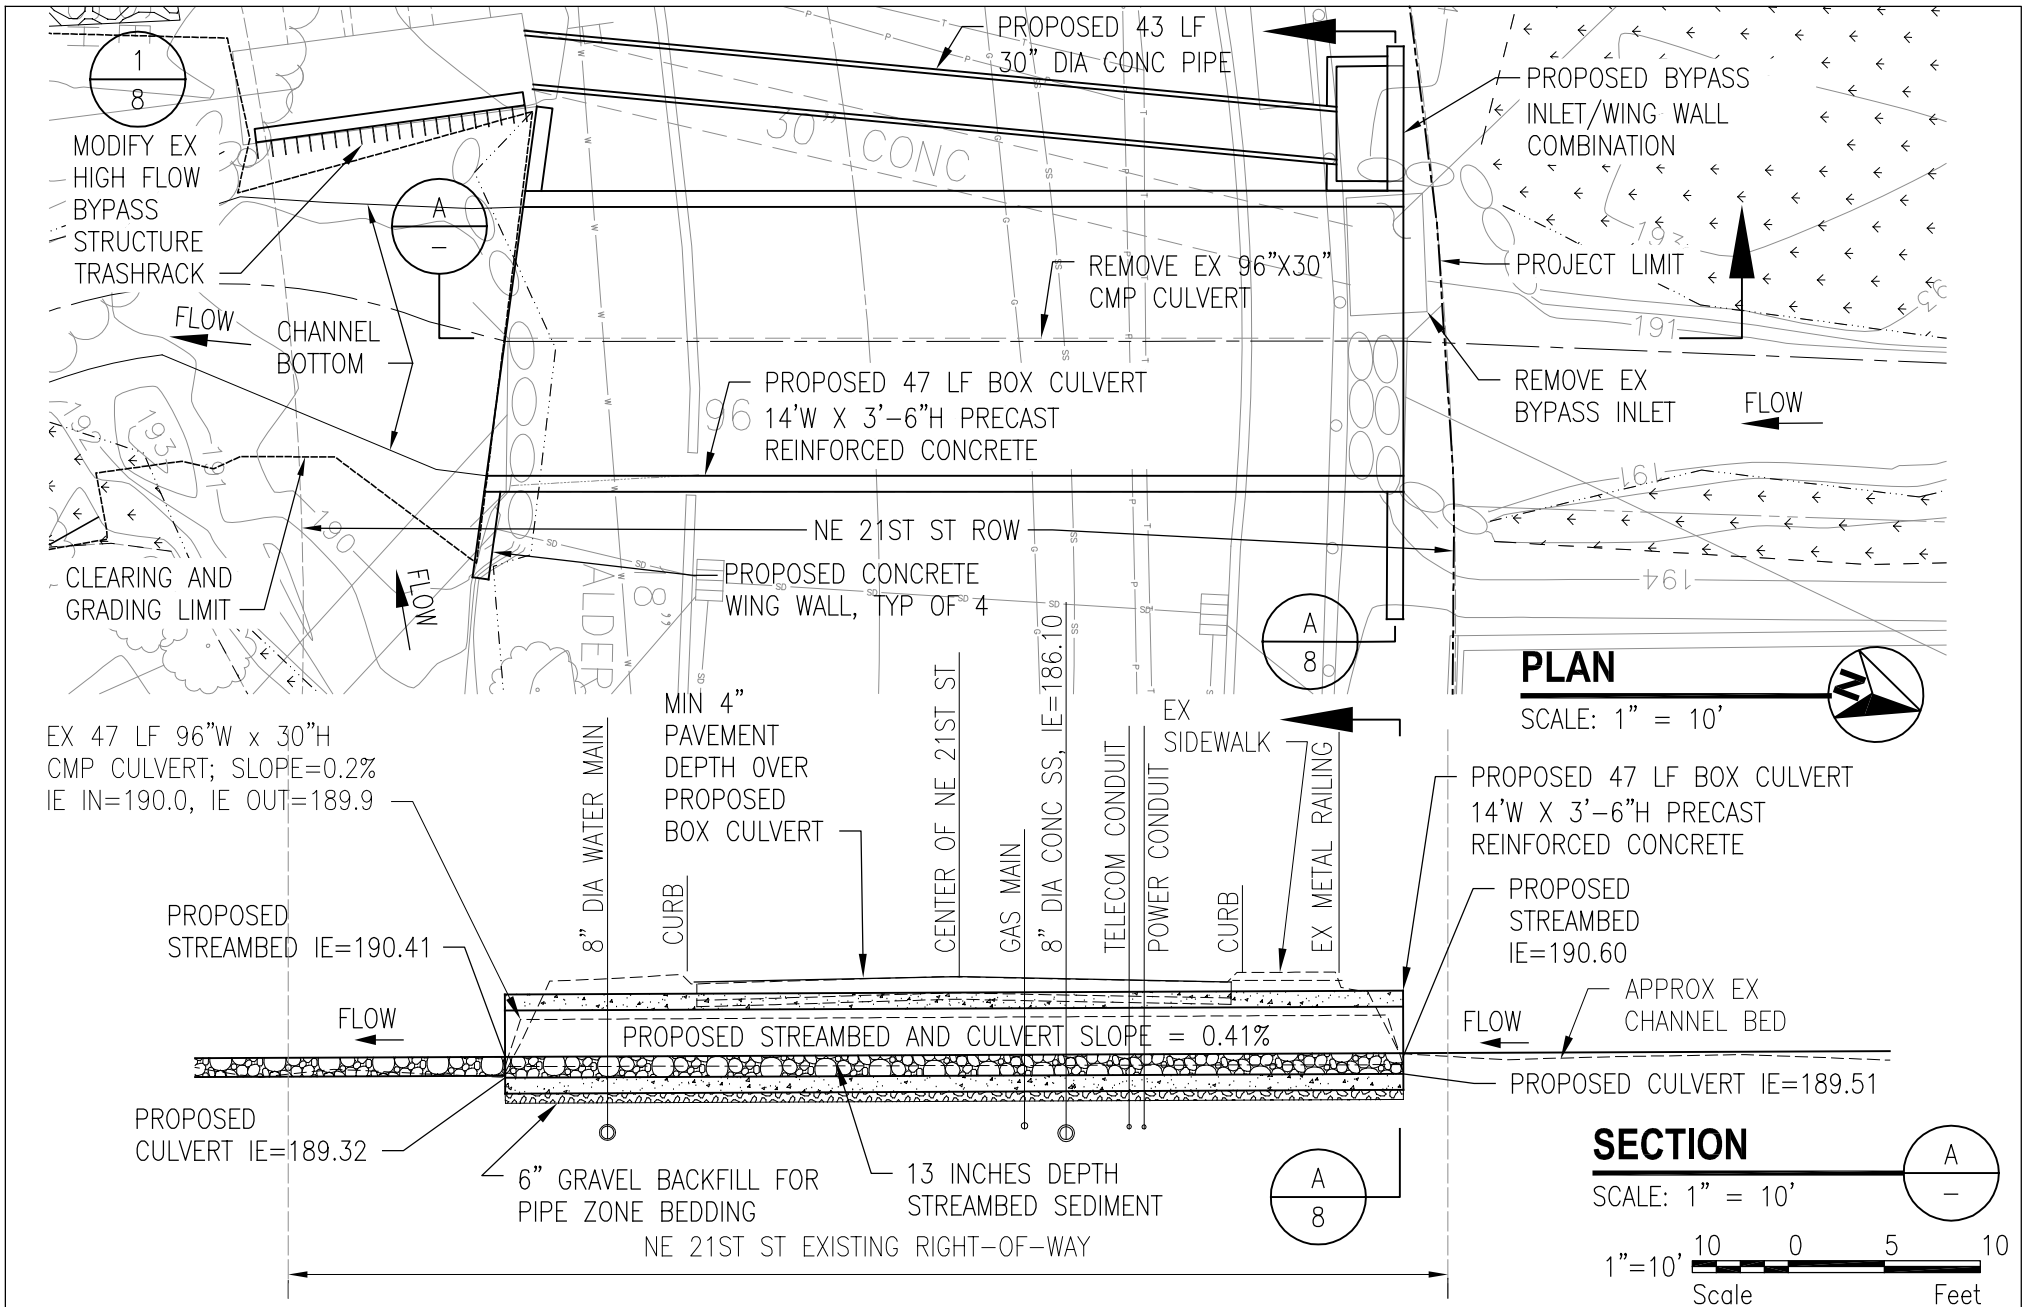 PROPOSED 43 LF
30" DIA CONC PIPE
1
8
MODIFY EX
HIGH FLOW
BYPASS
STRUCTURE
TRASHRACK
A
–
PROPOSED BYPASS
INLET/WING WALL
COMBINATION
30" CONC
REMOVE EX 96"X30"
CMP CULVERT
193
PROJECT LIMIT
193
191
FLOW
CHANNEL
BOTTOM
PROPOSED 47 LF BOX CULVERT
14'W X 3'-6"H PRECAST
REINFORCED CONCRETE
96
REMOVE EX
BYPASS INLET
FLOW
192
193
191
191
190
NE 21ST ST ROW
CLEARING AND
GRADING LIMIT
FLOW
PROPOSED CONCRETE
WING WALL, TYP OF 4
ALDER
8"
194
A
8
PLAN
SCALE: 1" = 10'
N
EX 47 LF 96"W x 30"H
CMP CULVERT; SLOPE=0.2%
IE IN=190.0, IE OUT=189.9
MIN 4"
PAVEMENT
DEPTH OVER
PROPOSED
BOX CULVERT
8" DIA WATER MAIN
CURB
CENTER OF NE 21ST ST
GAS MAIN
8" DIA CONC SS, IE=186.10
TELECOM CONDUIT
POWER CONDUIT
EX
SIDEWALK
CURB
EX METAL RAILING
PROPOSED 47 LF BOX CULVERT
14'W X 3'-6"H PRECAST
REINFORCED CONCRETE
PROPOSED
STREAMBED IE=190.41
PROPOSED
STREAMBED
IE=190.60
APPROX EX
CHANNEL BED
FLOW
PROPOSED STREAMBED AND CULVERT SLOPE = 0.41%
FLOW
PROPOSED CULVERT IE=189.51
PROPOSED
CULVERT IE=189.32
6" GRAVEL BACKFILL FOR
PIPE ZONE BEDDING
13 INCHES DEPTH
STREAMBED SEDIMENT
A
8
SECTION
SCALE: 1" = 10'
A
–
NE 21ST ST EXISTING RIGHT-OF-WAY
1"=10'
10 0 5 10
Scale Feet